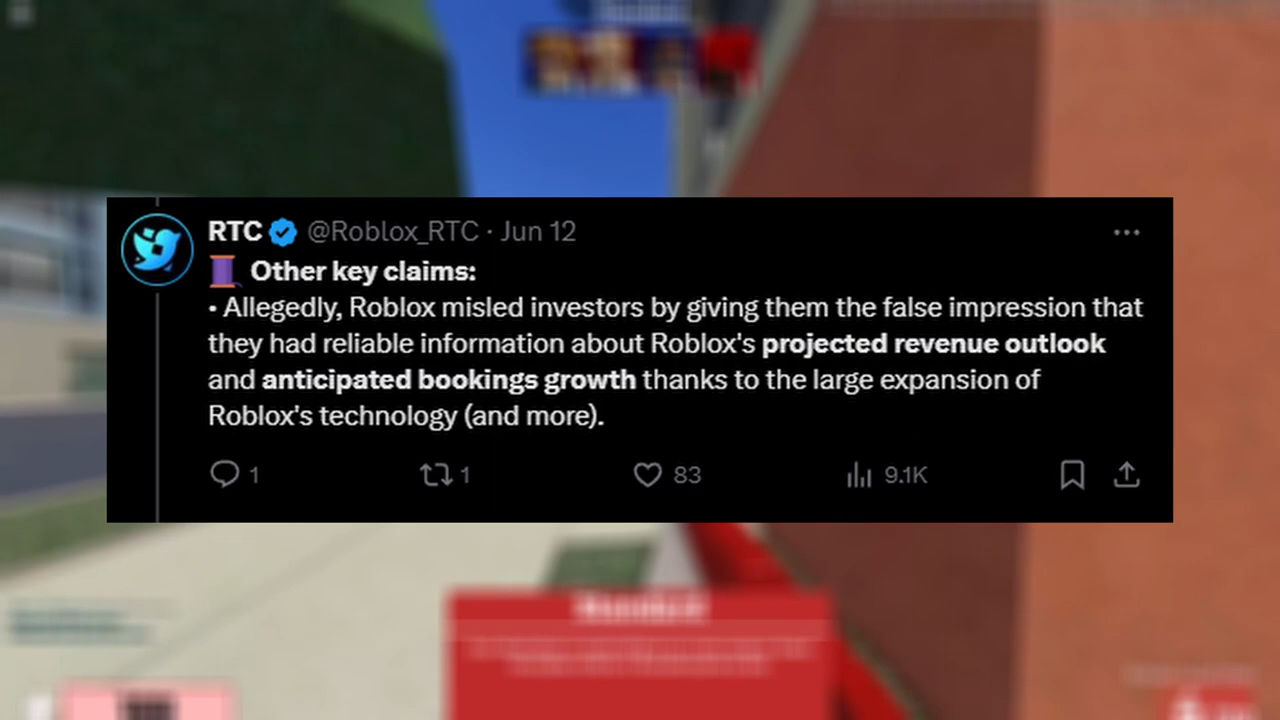 RTC @Roblox_RTC · Jun 12
🧵 Other key claims:
• Allegedly, Roblox misled investors by giving them the false impression that
they had reliable information about Roblox's projected revenue outlook
and anticipated bookings growth thanks to the large expansion of
Roblox's technology (and more).
1 1 83 9.1K